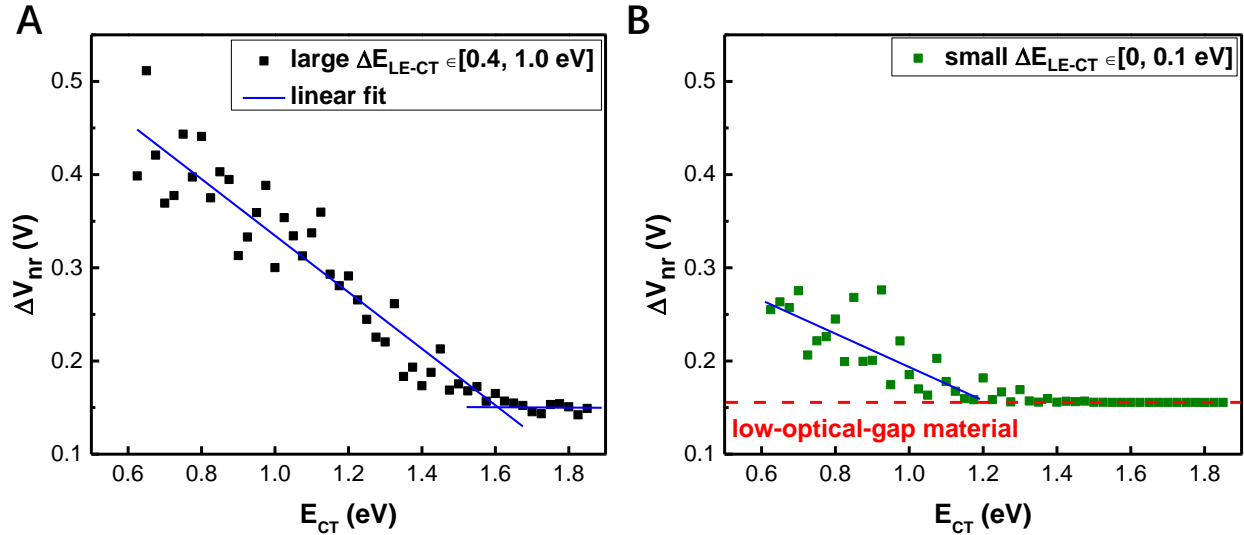 A
large ΔE_LE-CT ∈[0.4, 1.0 eV]
linear fit
0.5
0.4
0.3
0.2
0.1
ΔV_nr (V)
0.6 0.8 1.0 1.2 1.4 1.6 1.8
E_CT (eV)
B
small ΔE_LE-CT ∈[0, 0.1 eV]
0.5
0.4
0.3
0.2
0.1
ΔV_nr (V)
low-optical-gap material
0.6 0.8 1.0 1.2 1.4 1.6 1.8
E_CT (eV)